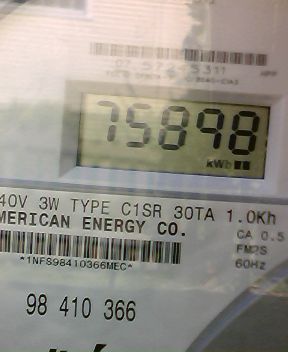 75898
kWh
40V 3W TYPE C1SR 30TA 1.0Kh
MERICAN ENERGY CO.
CA 0.5
FM2S
60Hz
*1NFS98410366MEC*
98 410 366